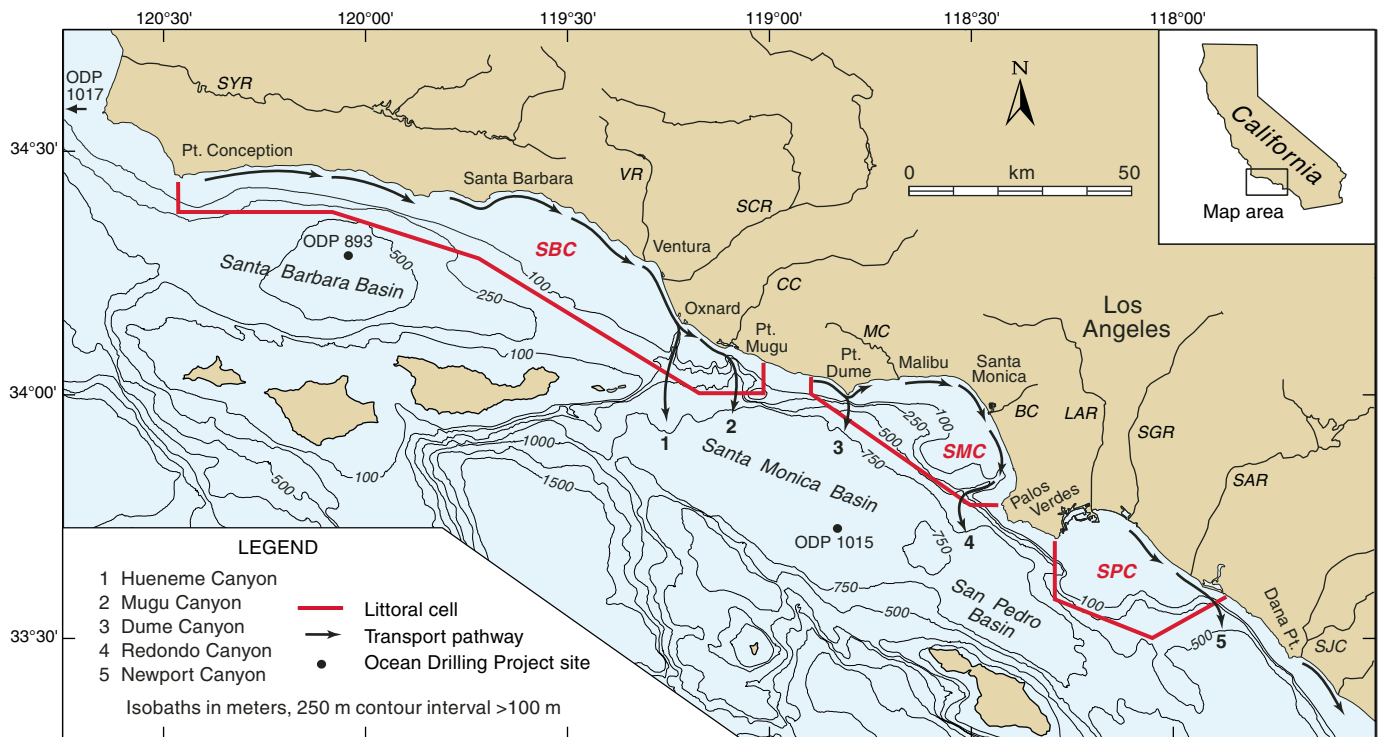 120°30'
120°00'
119°30'
119°00'
118°30'
118°00'
34°30'
34°00'
33°30'
ODP
1017
SYR
Pt. Conception
Santa Barbara
VR
SCR
Ventura
SBC
ODP 893
Santa Barbara Basin
500
250
100
100
Oxnard
CC
Pt.
Mugu
MC
Pt.
Dume
Malibu
Santa
Monica
BC
Los
Angeles
LAR
SGR
SAR
SJC
N
0
km
50
California
Map area
1
2
3
4
5
250
100
500
750
SMC
Santa Monica Basin
ODP 1015
Palos
Verdes
SPC
100
750
750
500
San Pedro
Basin
500
Dana Pt.
1000
1500
100
500
LEGEND
1 Hueneme Canyon
2 Mugu Canyon
3 Dume Canyon
4 Redondo Canyon
5 Newport Canyon
Littoral cell
Transport pathway
Ocean Drilling Project site
Isobaths in meters, 250 m contour interval >100 m